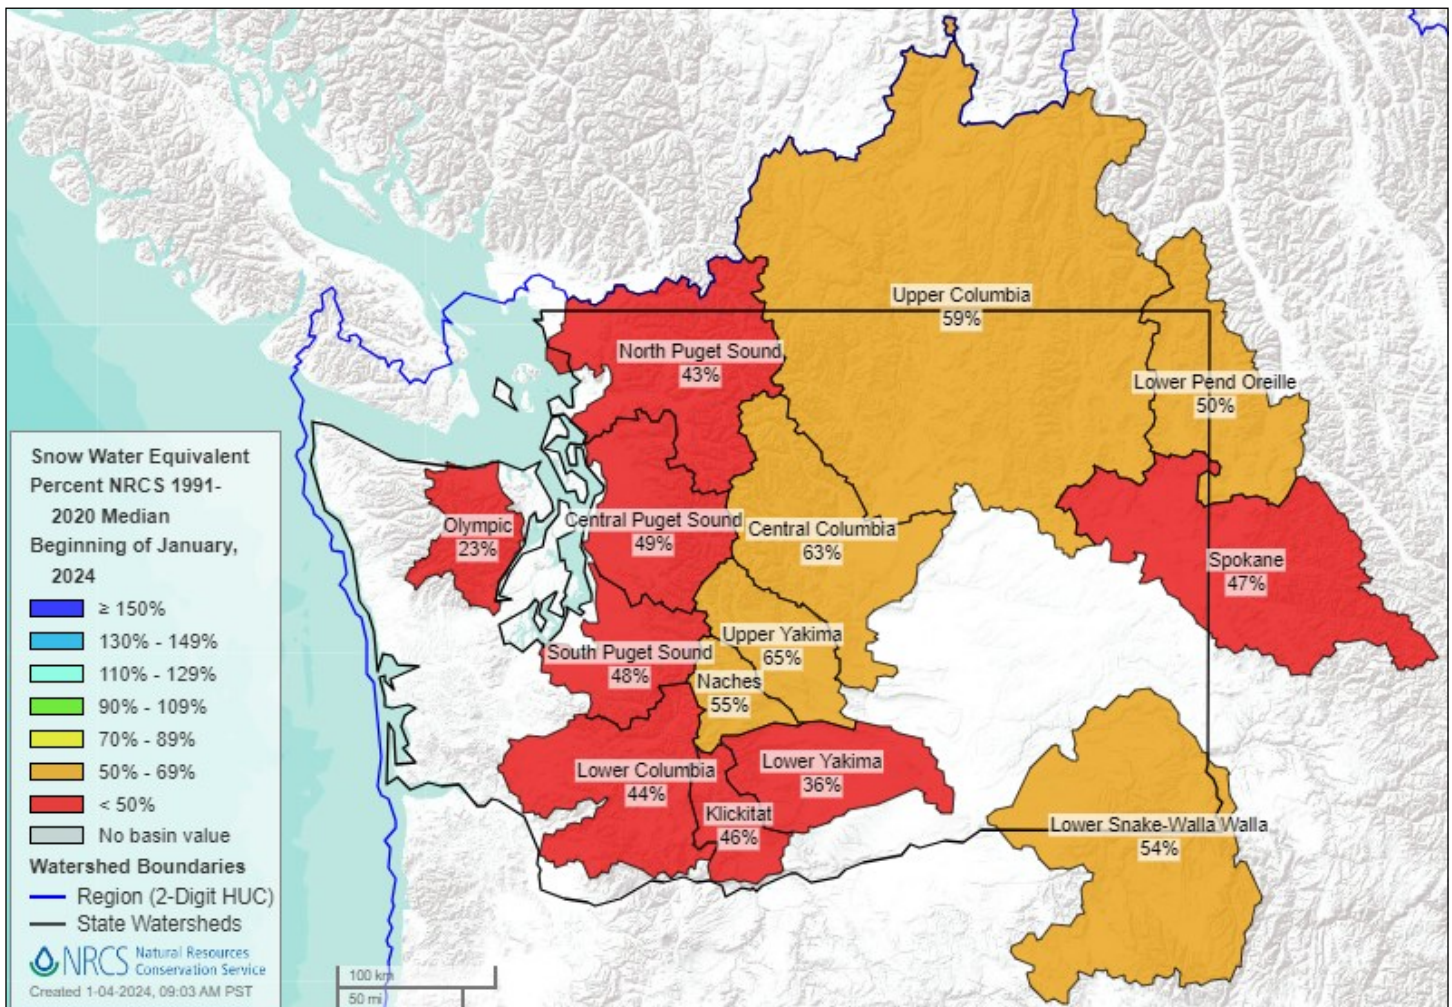 Upper Columbia
59%
North Puget Sound
43%
Lower Pend Oreille
50%
Olympic
23%
Central Puget Sound
49%
Central Columbia
63%
Spokane
47%
South Puget Sound
48%
Upper Yakima
65%
Naches
55%
Lower Columbia
44%
Lower Yakima
36%
Klickitat
46%
Lower Snake-Walla Walla
54%
Snow Water Equivalent
Percent NRCS 1991-
2020 Median
Beginning of January,
2024
≥ 150%
130% - 149%
110% - 129%
90% - 109%
70% - 89%
50% - 69%
< 50%
No basin value
Watershed Boundaries
Region (2-Digit HUC)
State Watersheds
NRCS Natural Resources
Conservation Service
Created 1-04-2024, 09:03 AM PST
100 km
50 mi